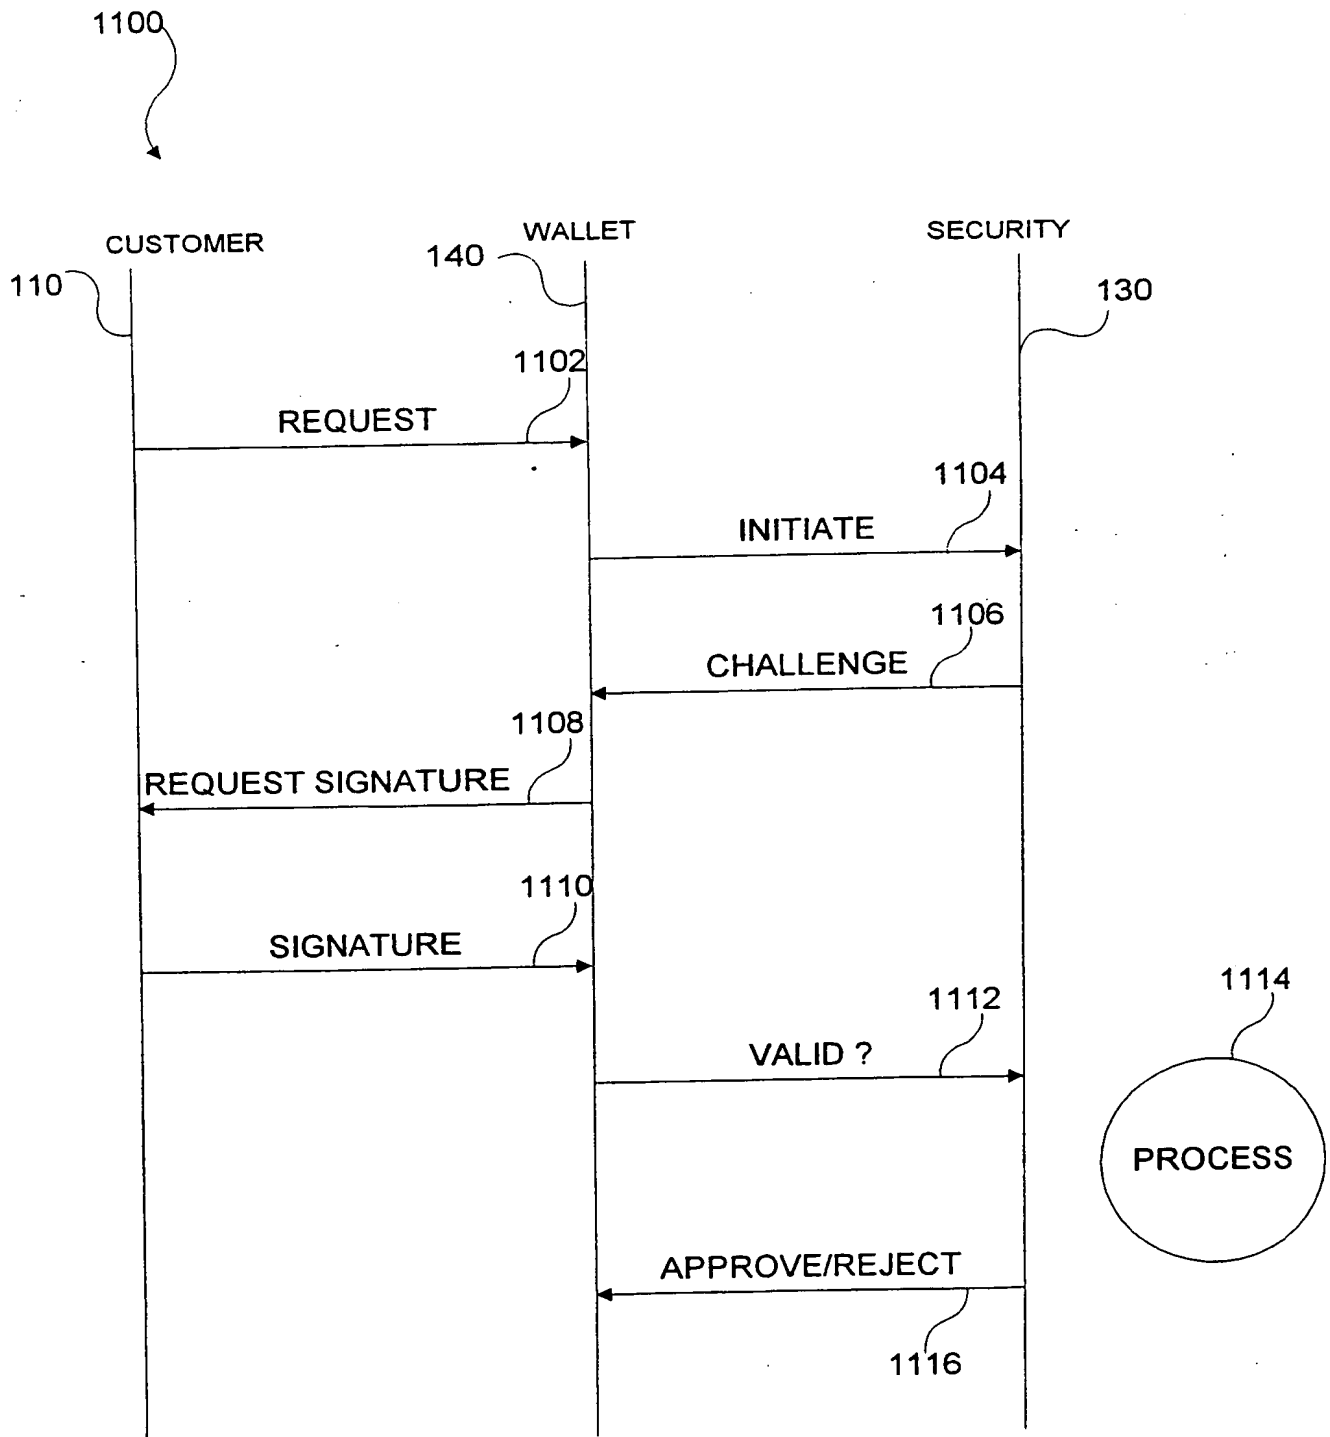 1100
CUSTOMER
WALLET
SECURITY
110
140
130
1102
REQUEST
1104
INITIATE
1106
CHALLENGE
1108
REQUEST SIGNATURE
1110
SIGNATURE
1112
VALID ?
1114
PROCESS
APPROVE/REJECT
1116